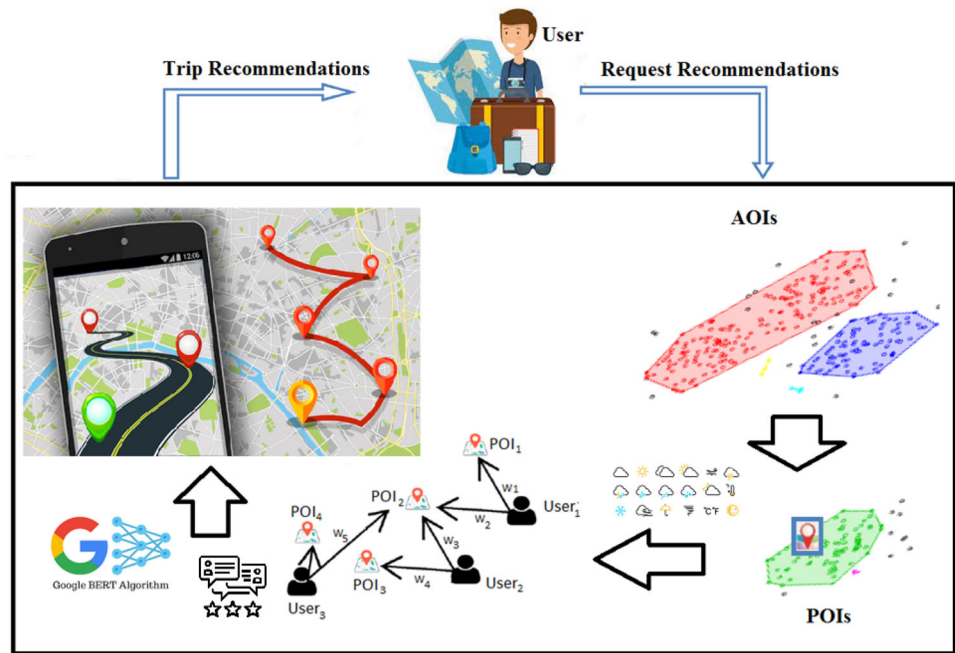 User
Trip Recommendations
Request Recommendations
AOIs
12:06
POI₁
POI₂
w₁
w₂
User₁
POI₄
w₅
w₃
POI₃
w₄
User₂
User₃
°C°F
G
Google BERT Algorithm
POIs